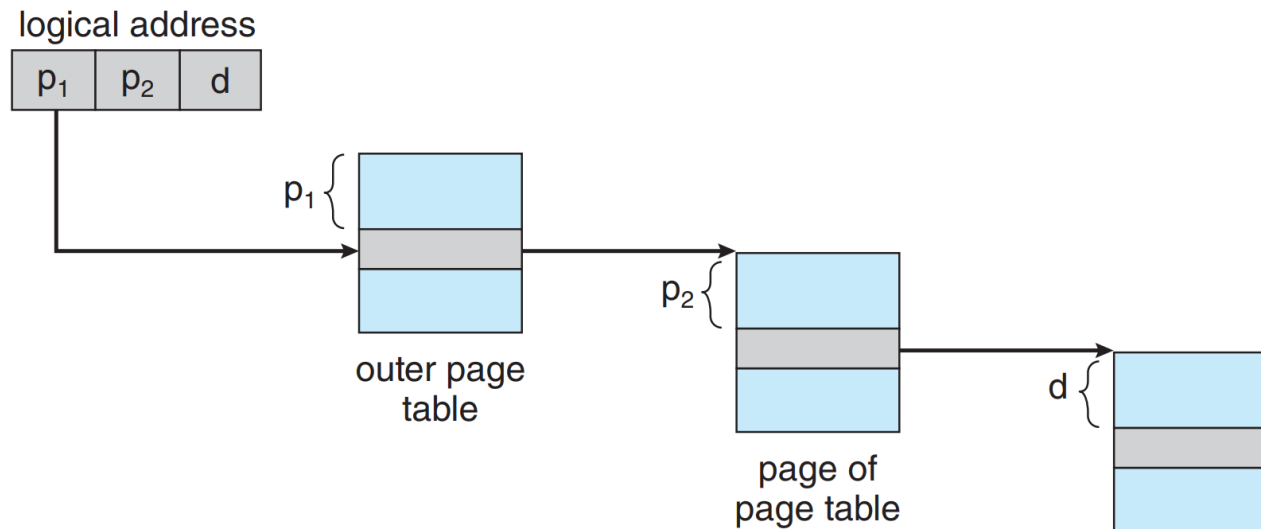 logical address
p₁ p₂ d
p₁
outer page
table
p₂
page of
page table
d